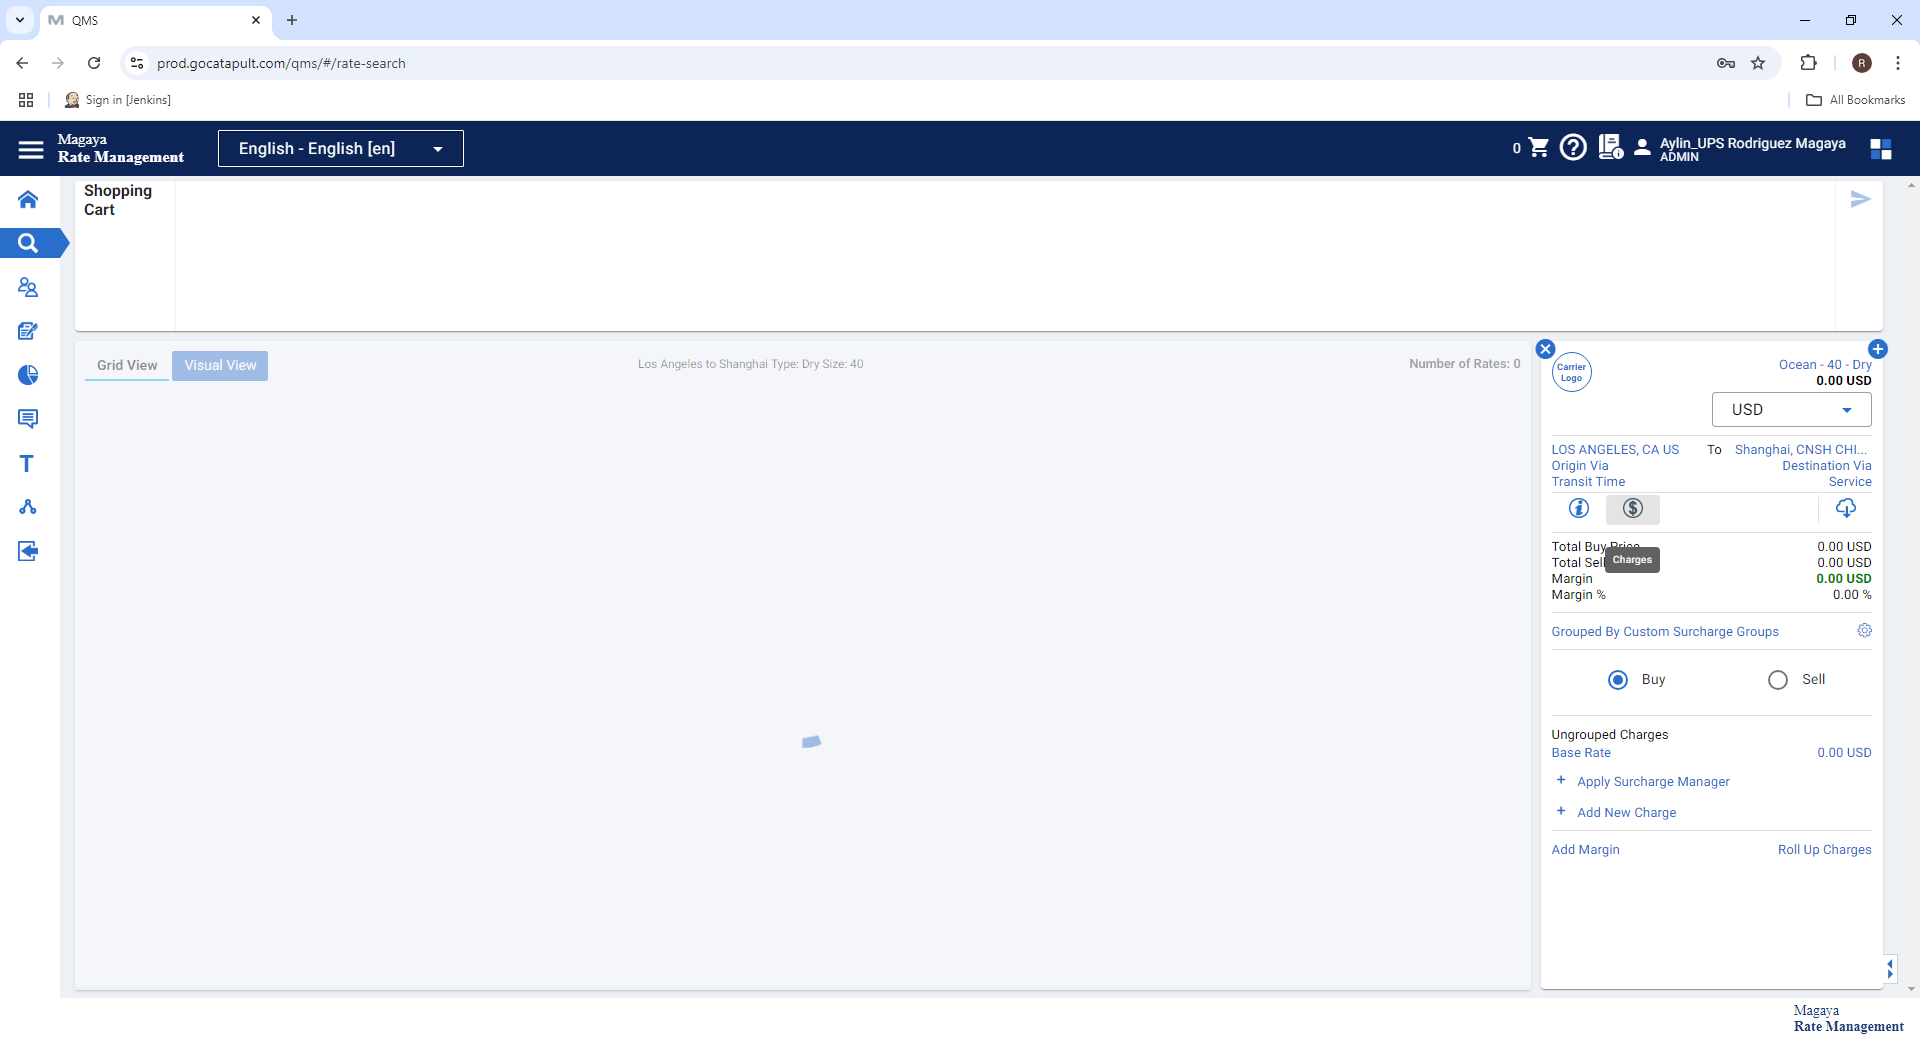 QMS
prod.gocatapult.com/qms/#/rate-search
R
Sign in [Jenkins]
All Bookmarks
Magaya
Rate Management
English - English [en]
0
Aylin_UPS Rodriguez Magaya
ADMIN
Shopping
Cart
Grid View
Visual View
Los Angeles to Shanghai Type: Dry Size: 40
Number of Rates: 0
Carrier
Logo
Ocean - 40 - Dry
0.00 USD
USD
LOS ANGELES, CA US To Shanghai, CNSH CHI...
Origin Via Destination Via
Transit Time Service
Total Buy Price 0.00 USD
Total Sell 0.00 USD
Charges
Margin 0.00 USD
Margin % 0.00 %
Grouped By Custom Surcharge Groups
Buy Sell
Ungrouped Charges
Base Rate 0.00 USD
+ Apply Surcharge Manager
+ Add New Charge
Add Margin Roll Up Charges
T
Magaya
Rate Management